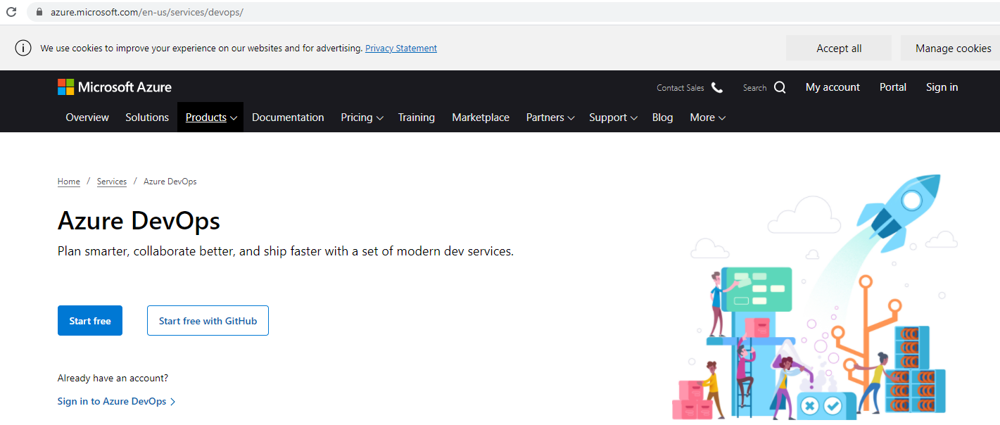 azure.microsoft.com/en-us/services/devops/
We use cookies to improve your experience on our websites and for advertising. Privacy Statement
Accept all
Manage cookies
Microsoft Azure
Contact Sales
Search
My account
Portal
Sign in
Overview
Solutions
Products
Documentation
Pricing
Training
Marketplace
Partners
Support
Blog
More
Home / Services / Azure DevOps
Azure DevOps
Plan smarter, collaborate better, and ship faster with a set of modern dev services.
Start free
Start free with GitHub
Already have an account?
Sign in to Azure DevOps